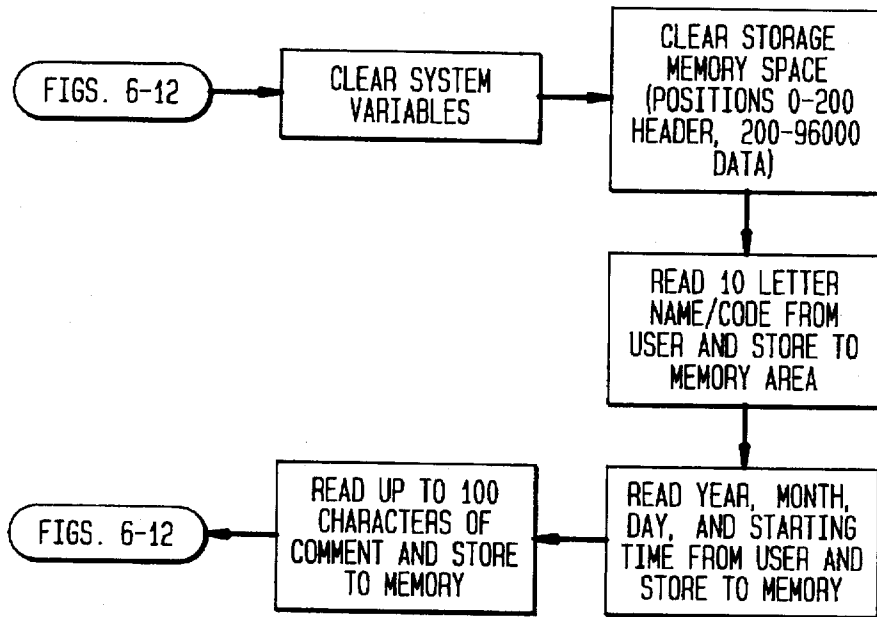 FIGS. 6-12
CLEAR SYSTEM
VARIABLES
CLEAR STORAGE
MEMORY SPACE
(POSITIONS 0-200
HEADER, 200-96000
DATA)
READ 10 LETTER
NAME/CODE FROM
USER AND STORE TO
MEMORY AREA
READ YEAR, MONTH,
DAY, AND STARTING
TIME FROM USER AND
STORE TO MEMORY
READ UP TO 100
CHARACTERS OF
COMMENT AND STORE
TO MEMORY
FIGS. 6-12